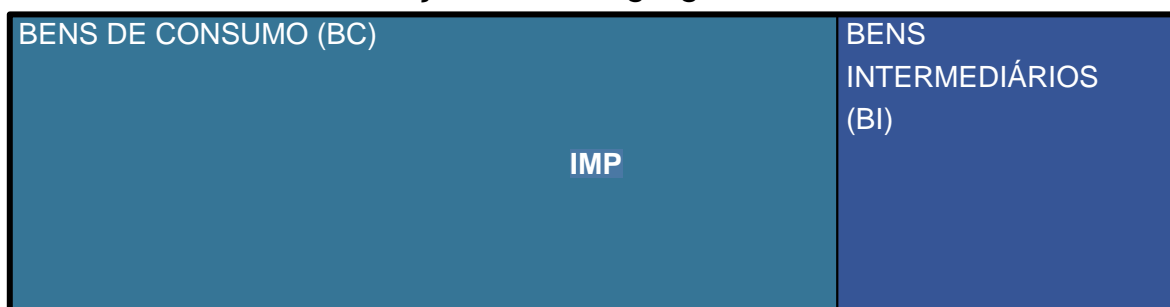 BENS DE CONSUMO (BC)
BENS
INTERMEDIÁRIOS
(BI)
IMP